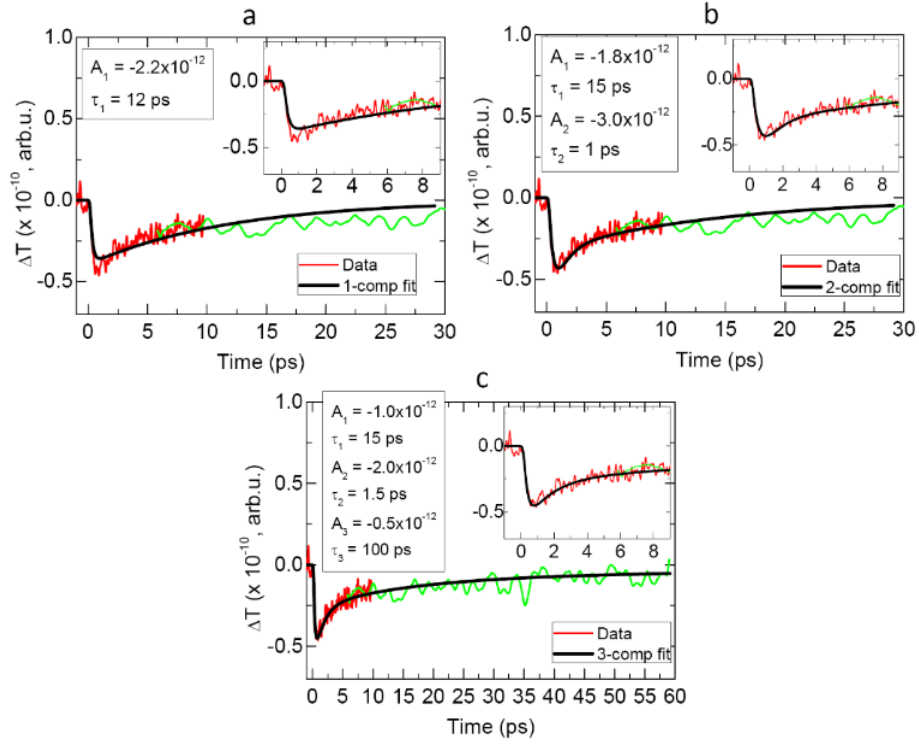 a
A₁ = -2.2x10⁻¹²
τ₁ = 12 ps
0.0
-0.5
0 2 4 6 8
1.0
0.5
0.0
-0.5
ΔT (x 10⁻¹⁰, arb.u.)
Data
1-comp fit
0 5 10 15 20 25 30
Time (ps)
b
A₁ = -1.8x10⁻¹²
τ₁ = 15 ps
A₂ = -3.0x10⁻¹²
τ₂ = 1 ps
0.0
-0.5
0 2 4 6 8
1.0
0.5
0.0
-0.5
ΔT (x 10⁻¹⁰, arb.u.)
Data
2-comp fit
0 5 10 15 20 25 30
Time (ps)
c
A₁ = -1.0x10⁻¹²
τ₁ = 15 ps
A₂ = -2.0x10⁻¹²
τ₂ = 1.5 ps
A₃ = -0.5x10⁻¹²
τ₃ = 100 ps
0.0
-0.5
0 2 4 6 8
1.0
0.5
0.0
-0.5
ΔT (x 10⁻¹⁰, arb.u.)
Data
3-comp fit
0 5 10 15 20 25 30 35 40 45 50 55 60
Time (ps)